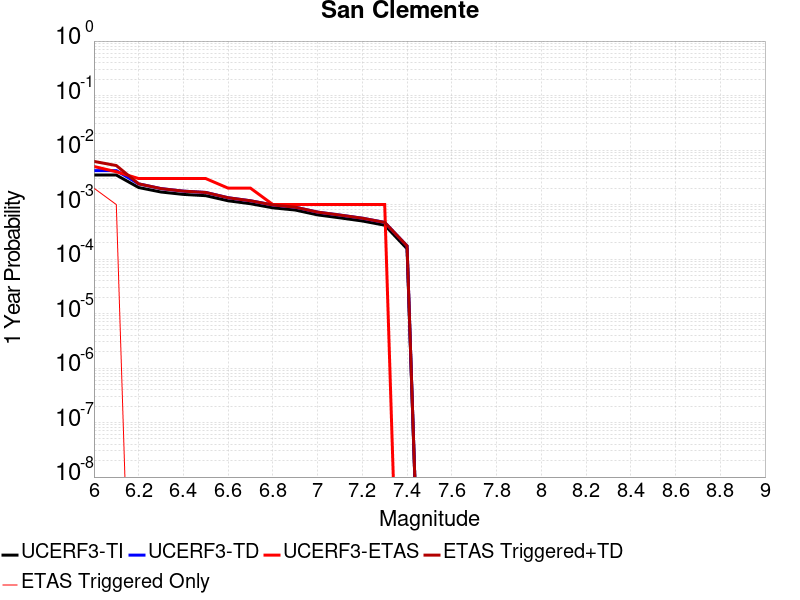 San Clemente
1 Year Probability
10^0
10^-1
10^-2
10^-3
10^-4
10^-5
10^-6
10^-7
10^-8
6 6.2 6.4 6.6 6.8 7 7.2 7.4 7.6 7.8 8 8.2 8.4 8.6 8.8 9
Magnitude
UCERF3-TI UCERF3-TD UCERF3-ETAS ETAS Triggered+TD
ETAS Triggered Only